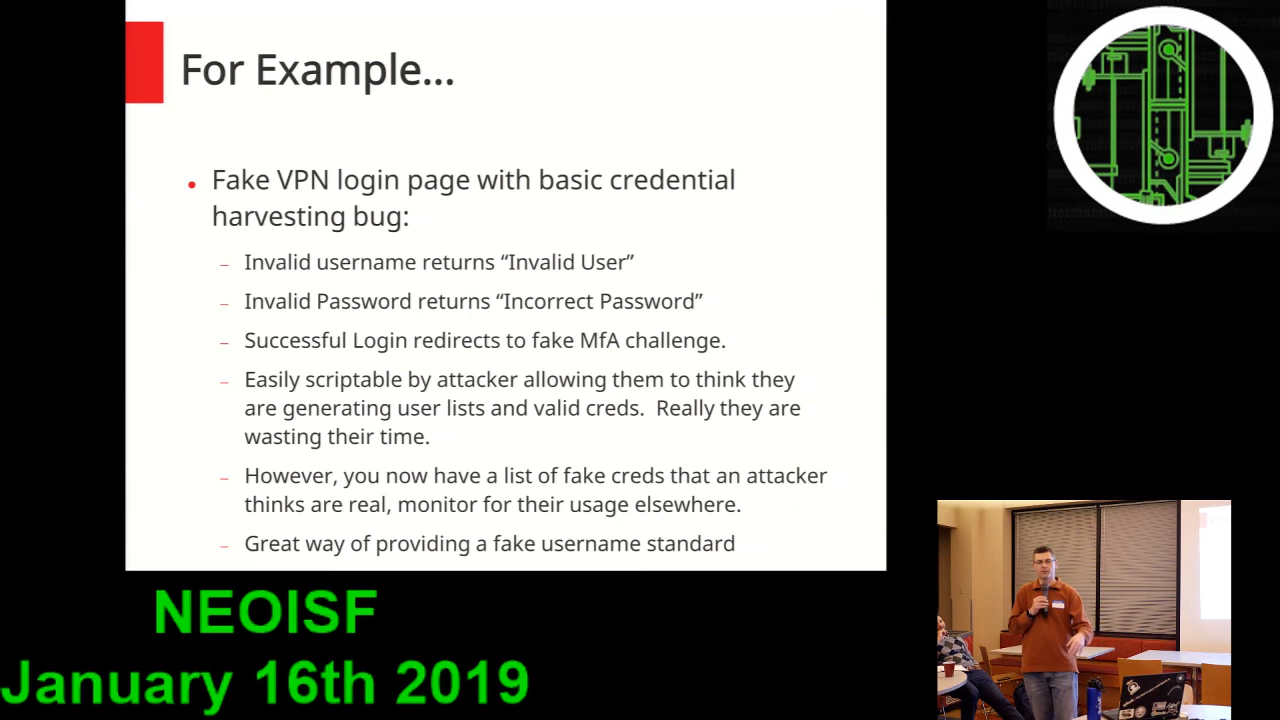 For Example...
• Fake VPN login page with basic credential
harvesting bug:
– Invalid username returns “Invalid User”
– Invalid Password returns “Incorrect Password”
– Successful Login redirects to fake MfA challenge.
– Easily scriptable by attacker allowing them to think they
are generating user lists and valid creds.  Really they are
wasting their time.
– However, you now have a list of fake creds that an attacker
thinks are real, monitor for their usage elsewhere.
– Great way of providing a fake username standard
NEOISF
January 16th 2019